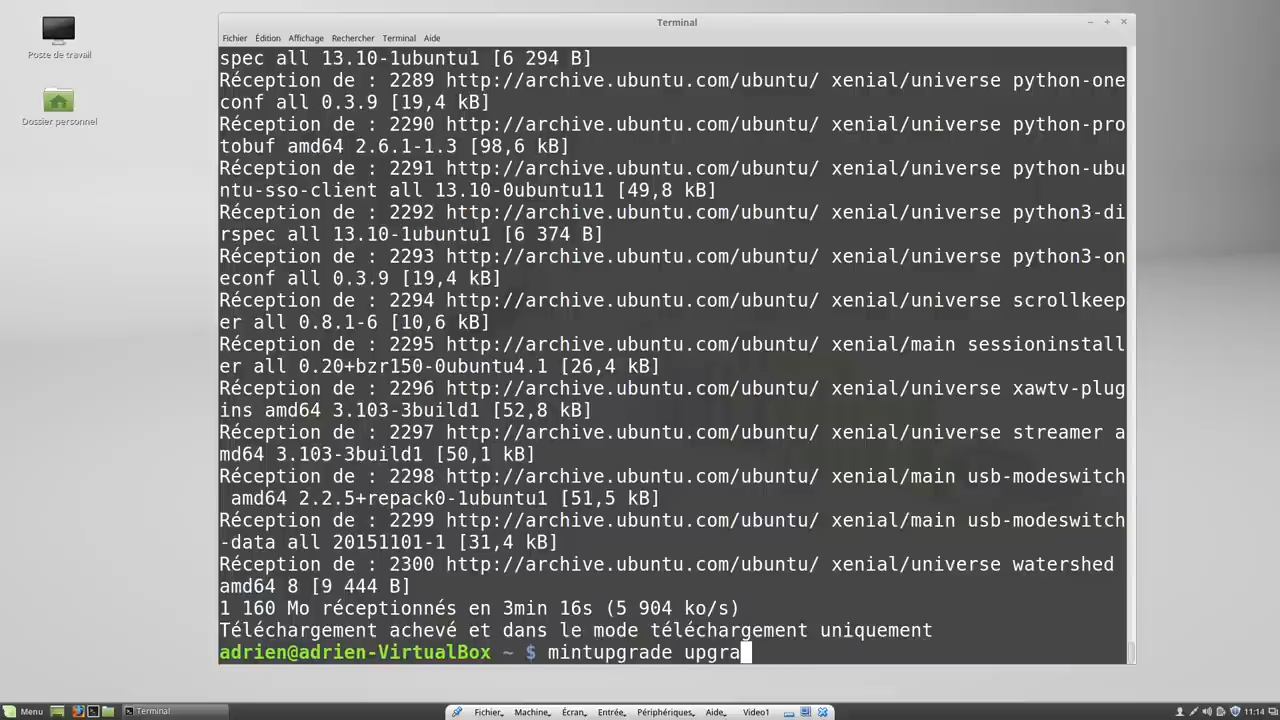 Terminal
Poste de travail
Dossier personnel
Fichier Édition Affichage Rechercher Terminal Aide
spec all 13.10-1ubuntu1 [6 294 B]
Réception de : 2289 http://archive.ubuntu.com/ubuntu/ xenial/universe python-one
conf all 0.3.9 [19,4 kB]
Réception de : 2290 http://archive.ubuntu.com/ubuntu/ xenial/universe python-pro
tobuf amd64 2.6.1-1.3 [98,6 kB]
Réception de : 2291 http://archive.ubuntu.com/ubuntu/ xenial/universe python-ubu
ntu-sso-client all 13.10-0ubuntu11 [49,8 kB]
Réception de : 2292 http://archive.ubuntu.com/ubuntu/ xenial/universe python3-di
rspec all 13.10-1ubuntu1 [6 374 B]
Réception de : 2293 http://archive.ubuntu.com/ubuntu/ xenial/universe python3-on
econf all 0.3.9 [19,4 kB]
Réception de : 2294 http://archive.ubuntu.com/ubuntu/ xenial/universe scrollkeep
er all 0.8.1-6 [10,6 kB]
Réception de : 2295 http://archive.ubuntu.com/ubuntu/ xenial/main sessioninstall
er all 0.20+bzr150-0ubuntu4.1 [26,4 kB]
Réception de : 2296 http://archive.ubuntu.com/ubuntu/ xenial/universe xawtv-plug
ins amd64 3.103-3build1 [52,8 kB]
Réception de : 2297 http://archive.ubuntu.com/ubuntu/ xenial/universe streamer a
md64 3.103-3build1 [50,1 kB]
Réception de : 2298 http://archive.ubuntu.com/ubuntu/ xenial/main usb-modeswitch
 amd64 2.2.5+repack0-1ubuntu1 [51,5 kB]
Réception de : 2299 http://archive.ubuntu.com/ubuntu/ xenial/main usb-modeswitch
-data all 20151101-1 [31,4 kB]
Réception de : 2300 http://archive.ubuntu.com/ubuntu/ xenial/universe watershed
amd64 8 [9 444 B]
1 160 Mo réceptionnés en 3min 16s (5 904 ko/s)
Téléchargement achevé et dans le mode téléchargement uniquement
adrien@adrien-VirtualBox ~ $ mintupgrade upgra
Menu Terminal Fichier Machine Écran Entrée Périphériques Aide Video1 11:14